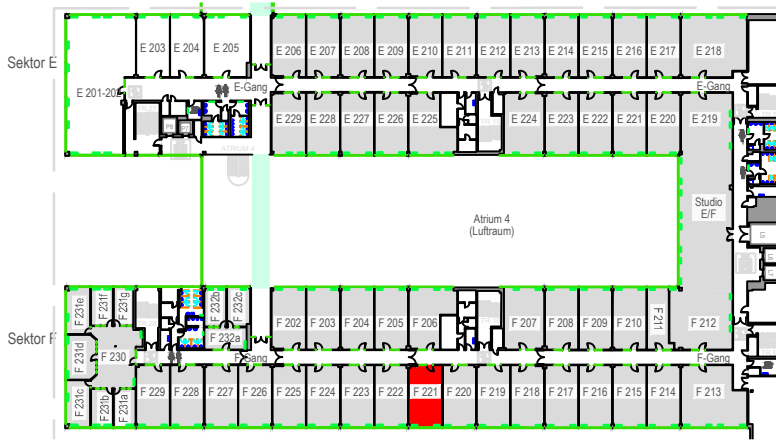 Sektor E
E 203
E 204
E 205
E 206
E 207
E 208
E 209
E 210
E 211
E 212
E 213
E 214
E 215
E 216
E 217
E 218
E 201-202
E-Gang
E-Gang
E 229
E 228
E 227
E 226
E 225
E 224
E 223
E 222
E 221
E 220
E 219
ATRIUM 4
Atrium 4
(Luftraum)
Studio
E/F
Sektor F
F 231e
F 231f
F 231g
F 232b
F 232c
F 232a
F 202
F 203
F 204
F 205
F 206
F 207
F 208
F 209
F 210
F 211
F 212
F 231d
F 230
F-Gang
F-Gang
F 231c
F 231b
F 231a
F 229
F 228
F 227
F 226
F 225
F 224
F 223
F 222
F 221
F 220
F 219
F 218
F 217
F 216
F 215
F 214
F 213